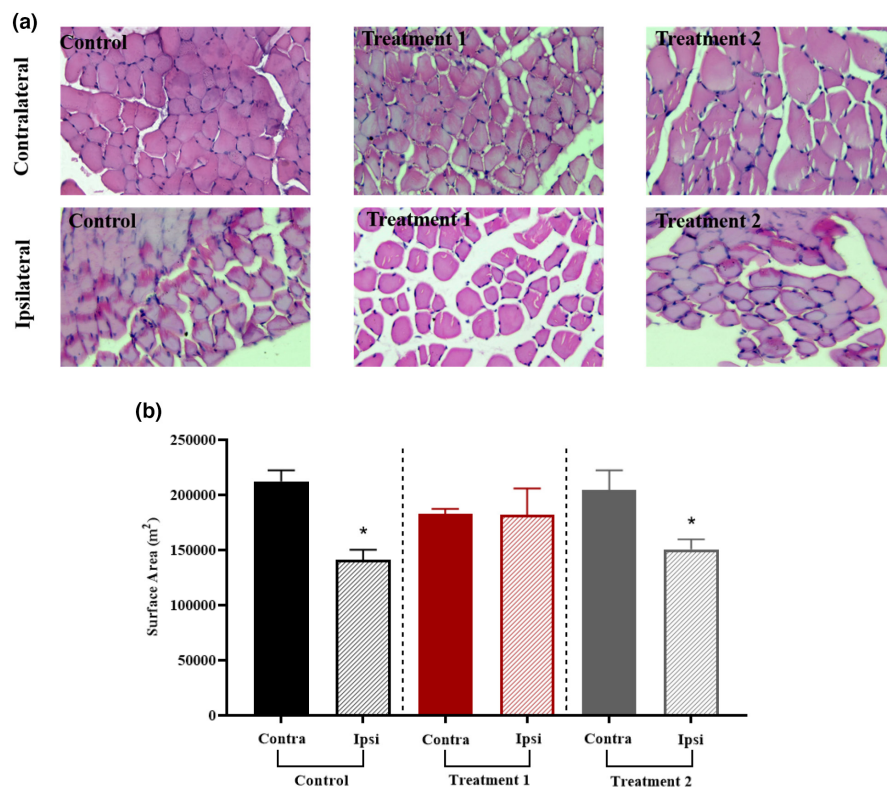 (a)
Control
Treatment 1
Treatment 2
Contralateral
Control
Treatment 1
Treatment 2
Ipsilateral
(b)
250000
200000
150000
100000
50000
0
Surface Area (m²)
*
*
Contra Ipsi Contra Ipsi Contra Ipsi
Control Treatment 1 Treatment 2